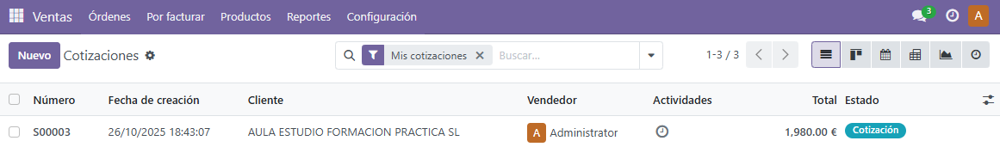 Ventas Órdenes Por facturar Productos Reportes Configuración 3 A
Nuevo Cotizaciones Mis cotizaciones Buscar... 1-3 / 3
Número Fecha de creación Cliente Vendedor Actividades Total Estado
S00003 26/10/2025 18:43:07 AULA ESTUDIO FORMACION PRACTICA SL A Administrator 1,980.00 € Cotización